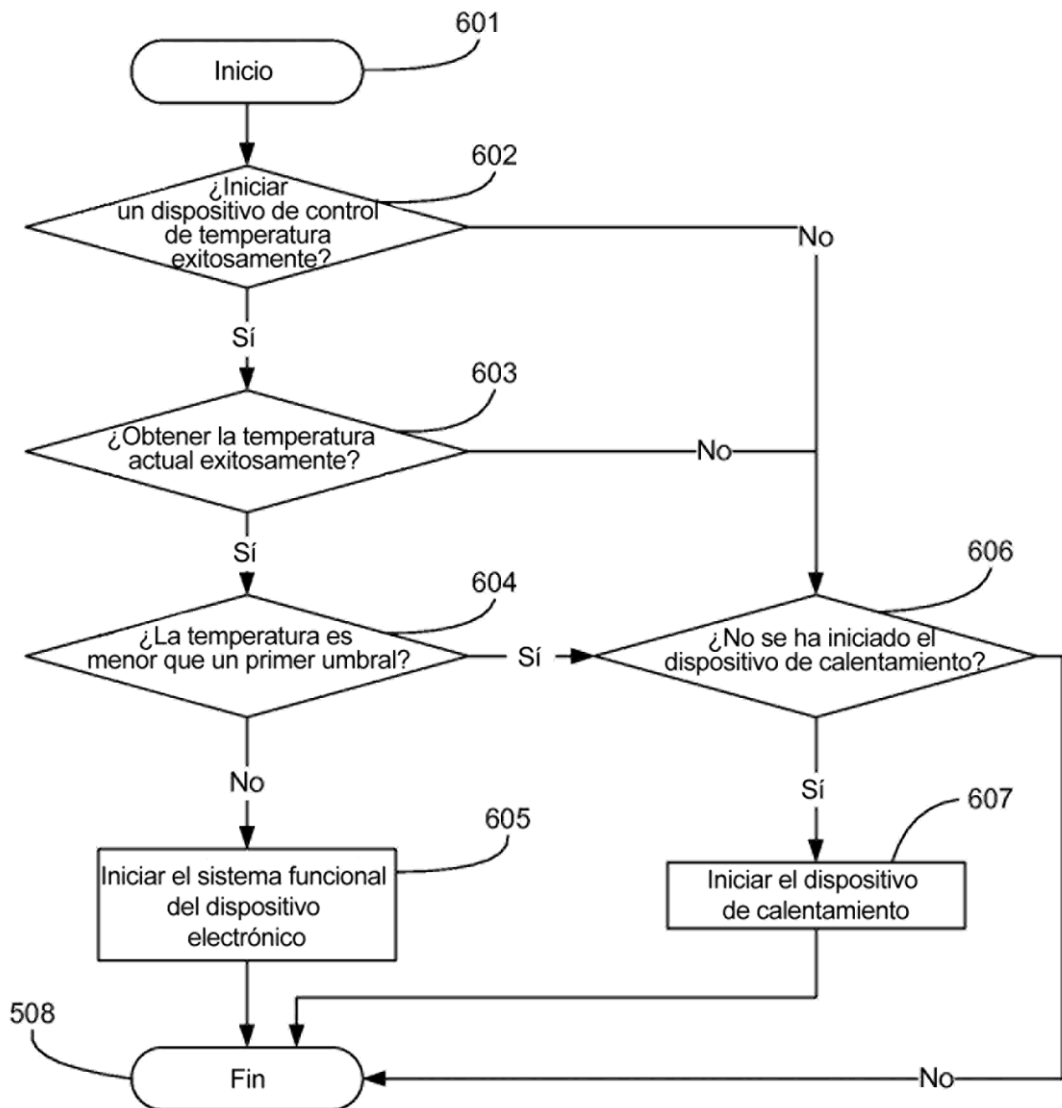 601
Inicio
602
¿Iniciar
un dispositivo de control
de temperatura
exitosamente?
No
Sí
603
¿Obtener la temperatura
actual exitosamente?
No
Sí
604
606
¿La temperatura es
menor que un primer umbral?
Sí
¿No se ha iniciado el
dispositivo de calentamiento?
No
Sí
605
607
Iniciar el sistema funcional
del dispositivo
electrónico
Iniciar el dispositivo
de calentamiento
508
Fin
No